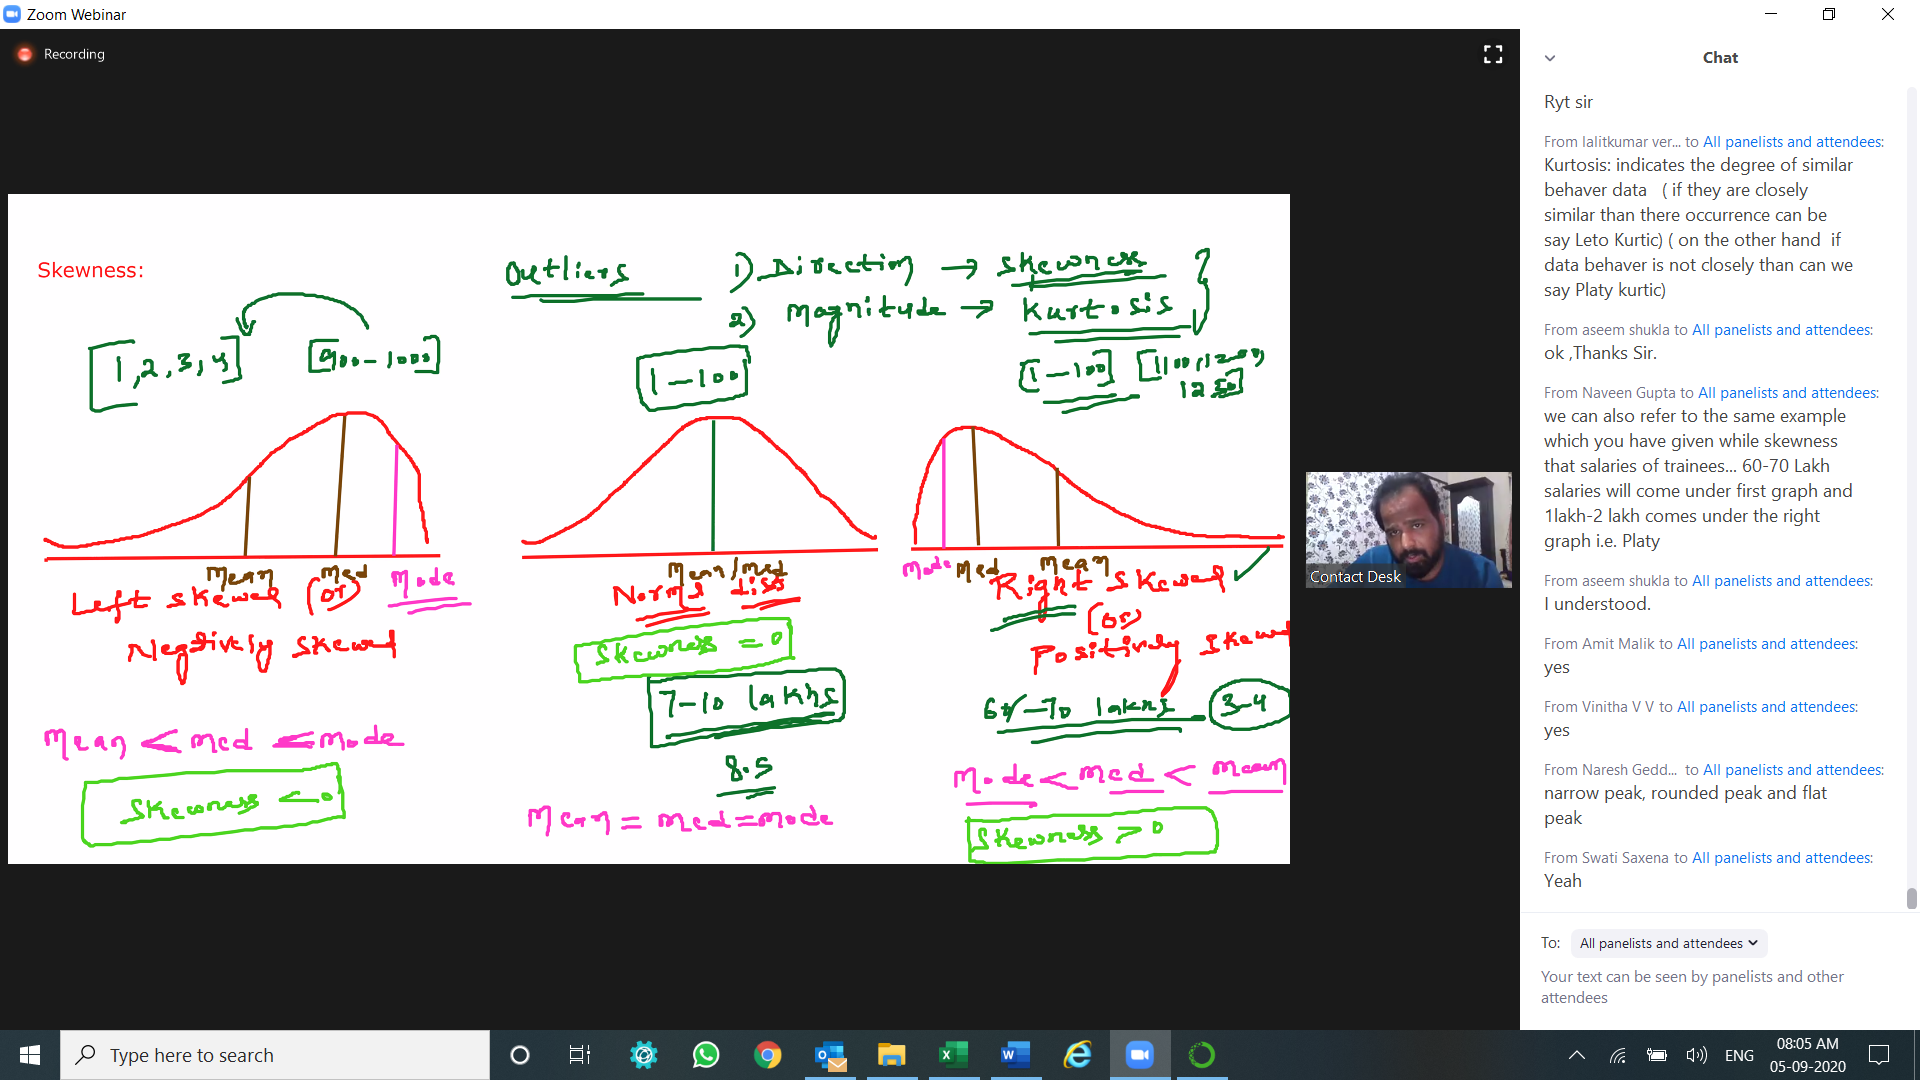 Zoom Webinar
Recording
Skewness:
Outliers
1) Direction → Skewness
2) Magnitude → Kurtosis
[1,2,3,4]
[900-1000]
1-100
[1-100] [1100,1200,
1250]
Mean Med Mode
Left skewed (or)
Negtively skewed
Mean < Med < Mode
Skewness < 0
Mean/Med
Norml diss
Skewness = 0
7-10 lakhs
8.5
Mean = Med = Mode
Mode Med Mean
Right skewed
(or)
Positively skewed
60-70 lakhs 3-4
Mode < Med < Mean
Skewness > 0
Contact Desk
Chat
Ryt sir
From lalitkumar ver... to All panelists and attendees:
Kurtosis: indicates the degree of similar
behaver data ( if they are closely
similar than there occurrence can be
say Leto Kurtic) ( on the other hand if
data behaver is not closely than can we
say Platy kurtic)
From aseem shukla to All panelists and attendees:
ok ,Thanks Sir.
From Naveen Gupta to All panelists and attendees:
we can also refer to the same example
which you have given while skewness
that salaries of trainees... 60-70 Lakh
salaries will come under first graph and
1lakh-2 lakh comes under the right
graph i.e. Platy
From aseem shukla to All panelists and attendees:
I understood.
From Amit Malik to All panelists and attendees:
yes
From Vinitha V V to All panelists and attendees:
yes
From Naresh Gedd... to All panelists and attendees:
narrow peak, rounded peak and flat
peak
From Swati Saxena to All panelists and attendees:
Yeah
To: All panelists and attendees
Your text can be seen by panelists and other
attendees
Type here to search
ENG
08:05 AM
05-09-2020